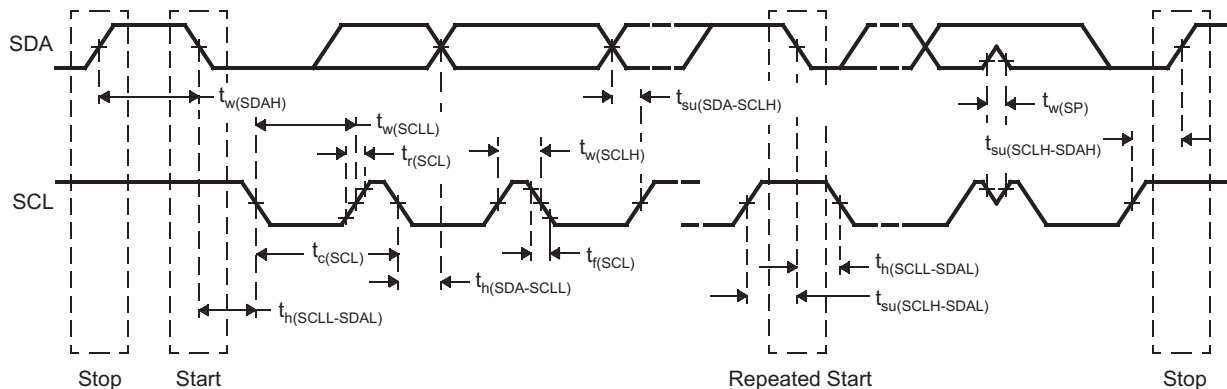 SDA
t_w(SDAH)
t_su(SDA-SCLH)
t_w(SP)
t_w(SCLL)
t_r(SCL)
t_w(SCLH)
t_su(SCLH-SDAH)
SCL
t_c(SCL)
t_f(SCL)
t_h(SCLL-SDAL)
t_h(SDA-SCLL)
t_h(SCLL-SDAL)
t_su(SCLH-SDAL)
Stop
Start
Repeated Start
Stop